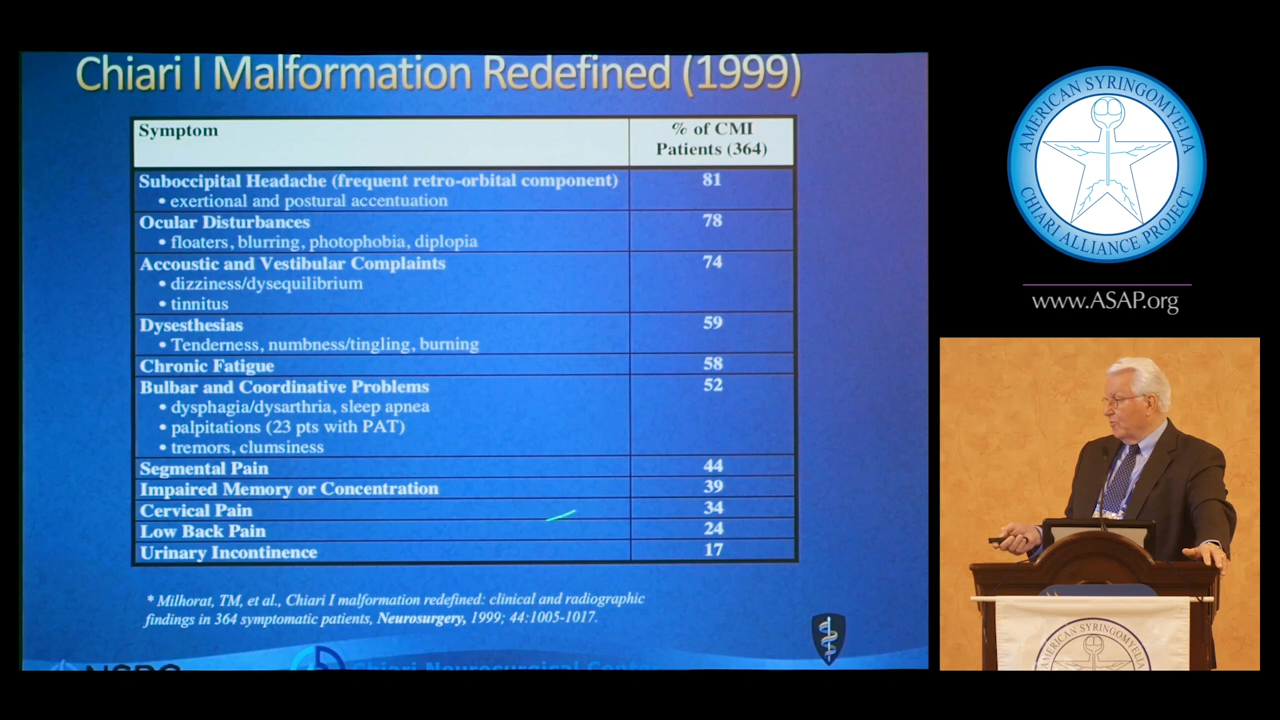 Chiari I Malformation Redefined (1999)
Symptom
% of CMI
Patients (364)
Suboccipital Headache (frequent retro-orbital component)
81
• exertional and postural accentuation
Ocular Disturbances
78
• floaters, blurring, photophobia, diplopia
Accoustic and Vestibular Complaints
74
• dizziness/dysequilibrium
• tinnitus
Dysesthesias
59
• Tenderness, numbness/tingling, burning
Chronic Fatigue
58
Bulbar and Coordinative Problems
52
• dysphagia/dysarthria, sleep apnea
• palpitations (23 pts with PAT)
• tremors, clumsiness
Segmental Pain
44
Impaired Memory or Concentration
39
Cervical Pain
34
Low Back Pain
24
Urinary Incontinence
17
* Milhorat, TM, et al., Chiari I malformation redefined: clinical and radiographic
findings in 364 symptomatic patients, Neurosurgery, 1999; 44:1005-1017.
Chiari Neurosurgical
AMERICAN SYRINGOMYELIA
CHIARI ALLIANCE PROJECT
www.ASAP.org
AMERICAN SYRINGOMYELIA